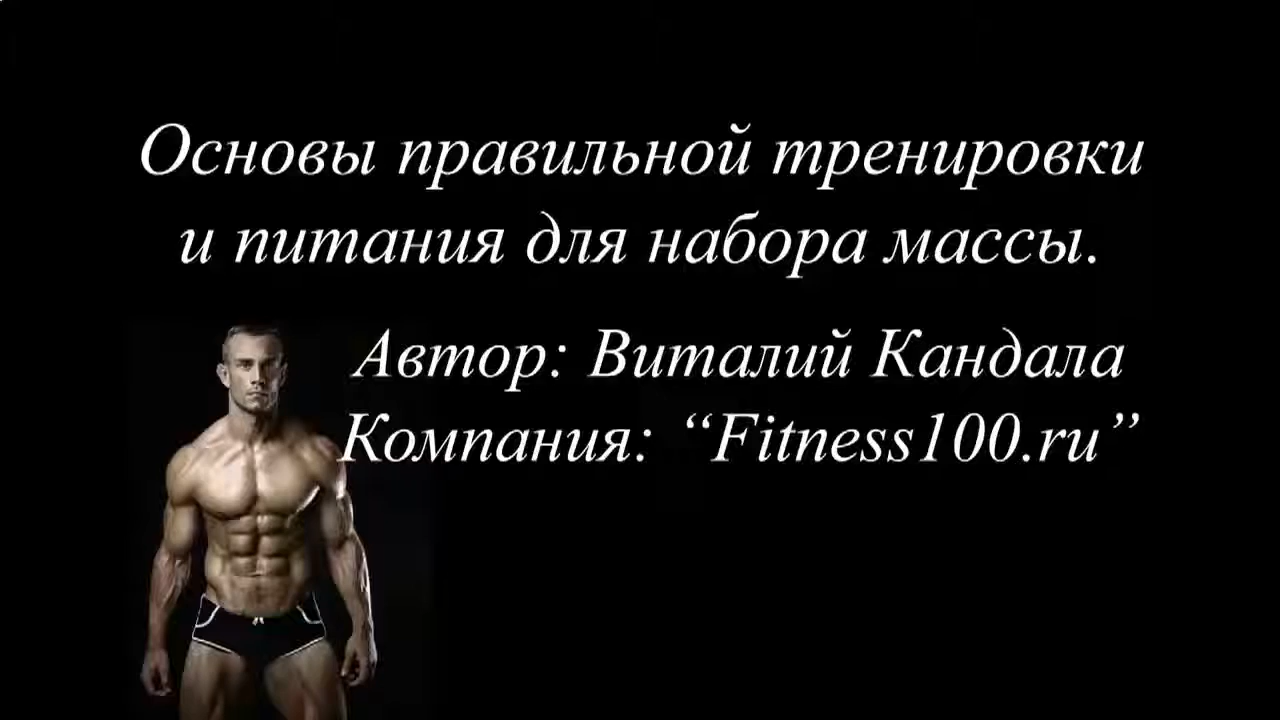 Основы правильной тренировки
и питания для набора массы.
Автор: Виталий Кандала
Компания: “Fitness100.ru”